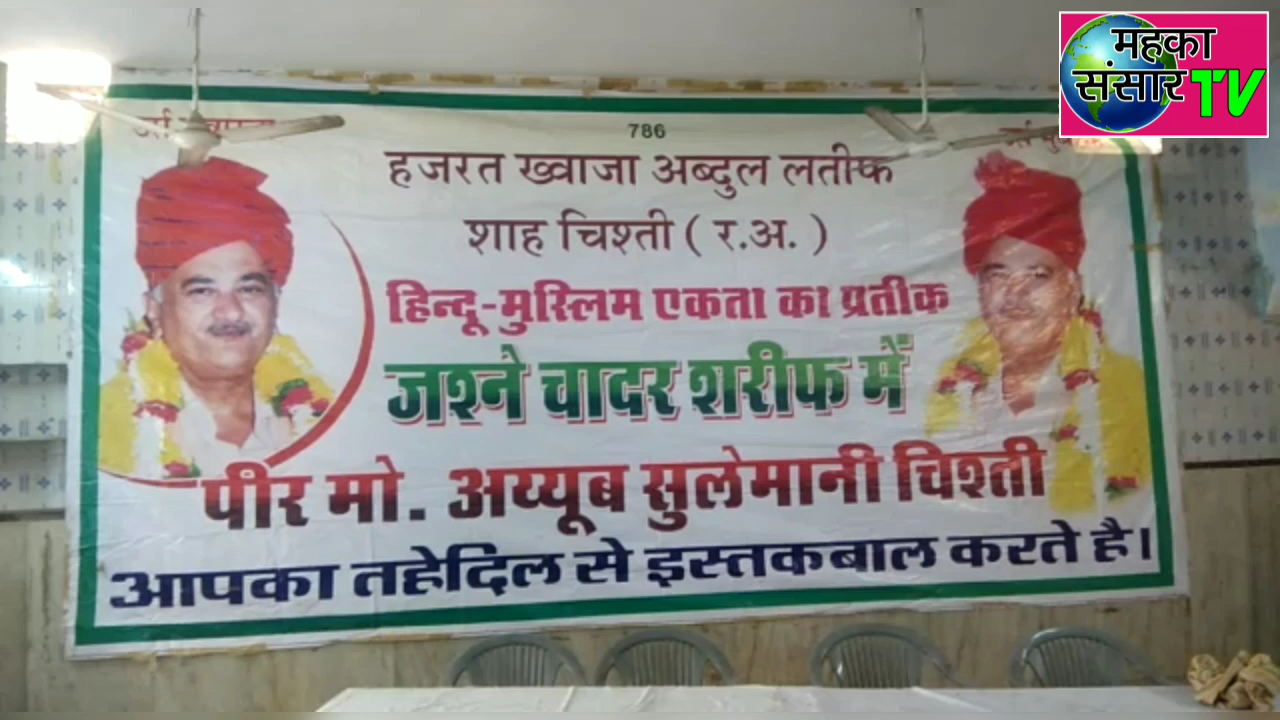 महका
संसार TV
786
हजरत ख्वाजा अब्दुल लतीफ
शाह चिश्ती ( र.अ. )
हिन्दू-मुस्लिम एकता का प्रतीक
जश्ने चादर शरीफ में
पीर मो. अय्यूब सुलेमानी चिश्ती
आपका तहेदिल से इस्तकबाल करते है।